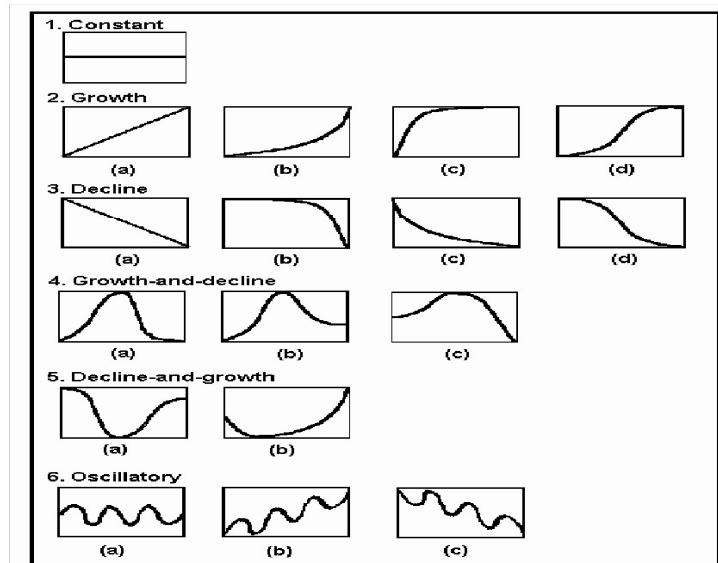 1. Constant
2. Growth
(a) (b) (c) (d)
3. Decline
(a) (b) (c) (d)
4. Growth-and-decline
(a) (b) (c)
5. Decline-and-growth
(a) (b)
6. Oscillatory
(a) (b) (c)